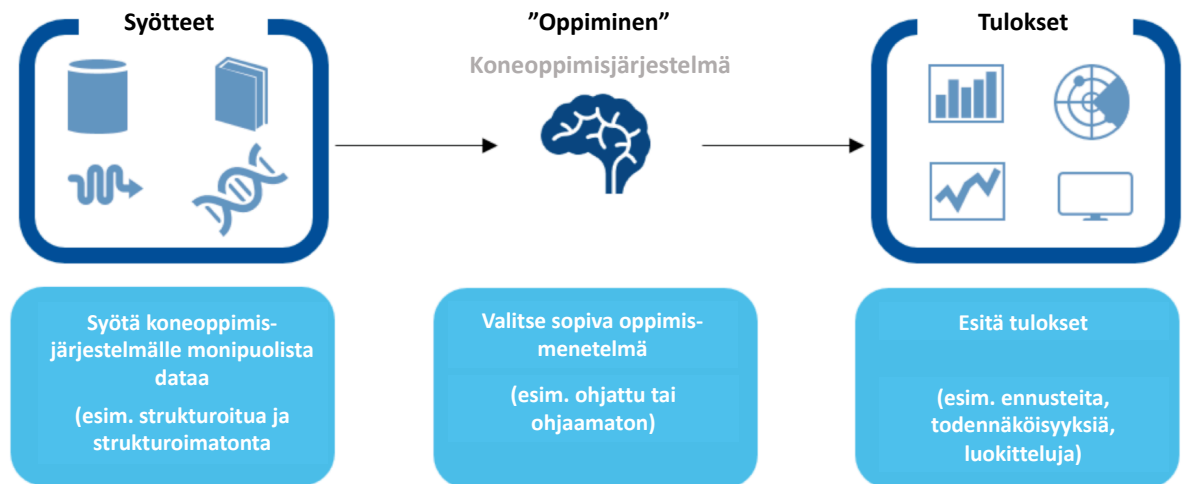 Syötteet
”Oppiminen”
Koneoppimisjärjestelmä
Tulokset
Syötä koneoppimis-
järjestelmälle monipuolista
dataa
(esim. strukturoitua ja
strukturoimatonta
Valitse sopiva oppimis-
menetelmä
(esim. ohjattu tai
ohjaamaton)
Esitä tulokset
(esim. ennusteita,
todennäköisyyksiä,
luokitteluja)